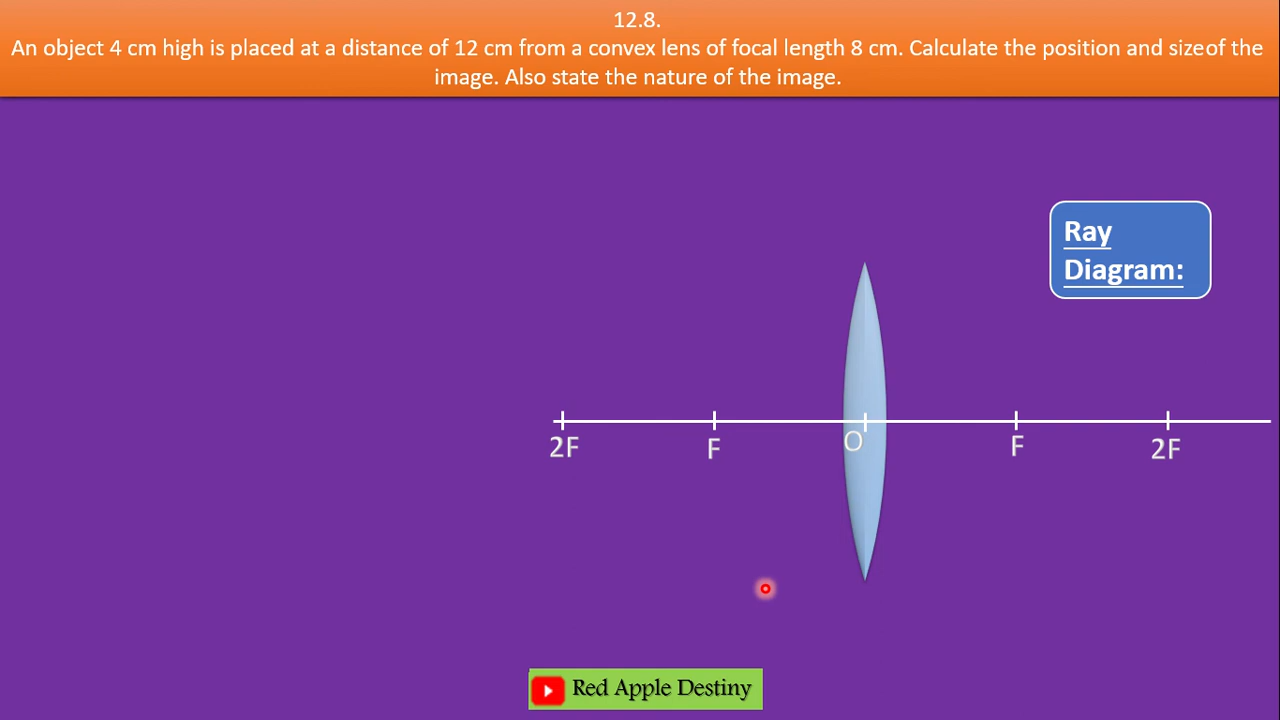 12.8.
An object 4 cm high is placed at a distance of 12 cm from a convex lens of focal length 8 cm. Calculate the position and size of the
image. Also state the nature of the image.
Ray
Diagram:
O
2F F F 2F
Red Apple Destiny